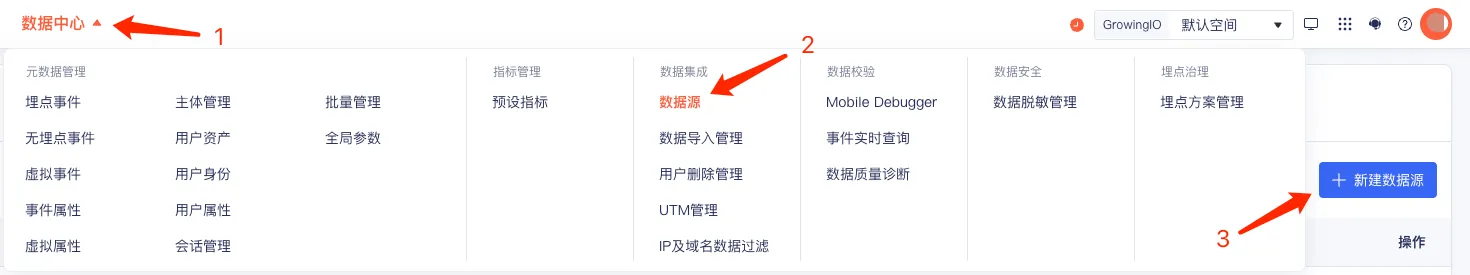 数据中心
1
GrowingIO 默认空间
2
元数据管理
埋点事件 主体管理 批量管理
无埋点事件 用户资产 全局参数
虚拟事件 用户身份
事件属性 用户属性
虚拟属性 会话管理
指标管理
预设指标
数据集成
数据源
数据导入管理
用户删除管理
UTM管理
IP及域名数据过滤
数据校验
Mobile Debugger
事件实时查询
数据质量诊断
数据安全
数据脱敏管理
埋点治理
埋点方案管理
+ 新建数据源
3
操作